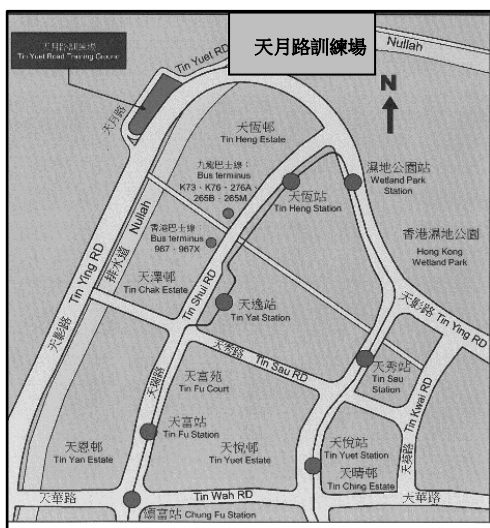 天月路訓練場
天月路訓練場
Tin Yuet Road Training Ground
Tin Yuet RD
Nullah
天月路
N
天恆邨
Tin Heng Estate
九龍巴士線:
Bus terminus
K73、K76、276A、
265B、265M
天恆站
Tin Heng Station
濕地公園站
Wetland Park
Station
香港濕地公園
Hong Kong
Wetland Park
排水道 Nullah
香港巴士線:
Bus terminus
967、967X
天澤邨
Tin Chak Estate
Tin Shui RD
天瑞路
天影路 Tin Ying RD
天逸站
Tin Yat Station
天影路 Tin Ying RD
天秀路 Tin Sau RD
天秀站
Tin Sau
Station
Tin Kwai RD
天富苑
Tin Fu Court
天富站
Tin Fu Station
天恩邨
Tin Yan Estate
天悅邨
Tin Yuet Estate
天悅站
Tin Yuet Station
天晴邨
Tin Ching Estate
天華路
Tin Wah RD
天華路
頌富站 Chung Fu Station